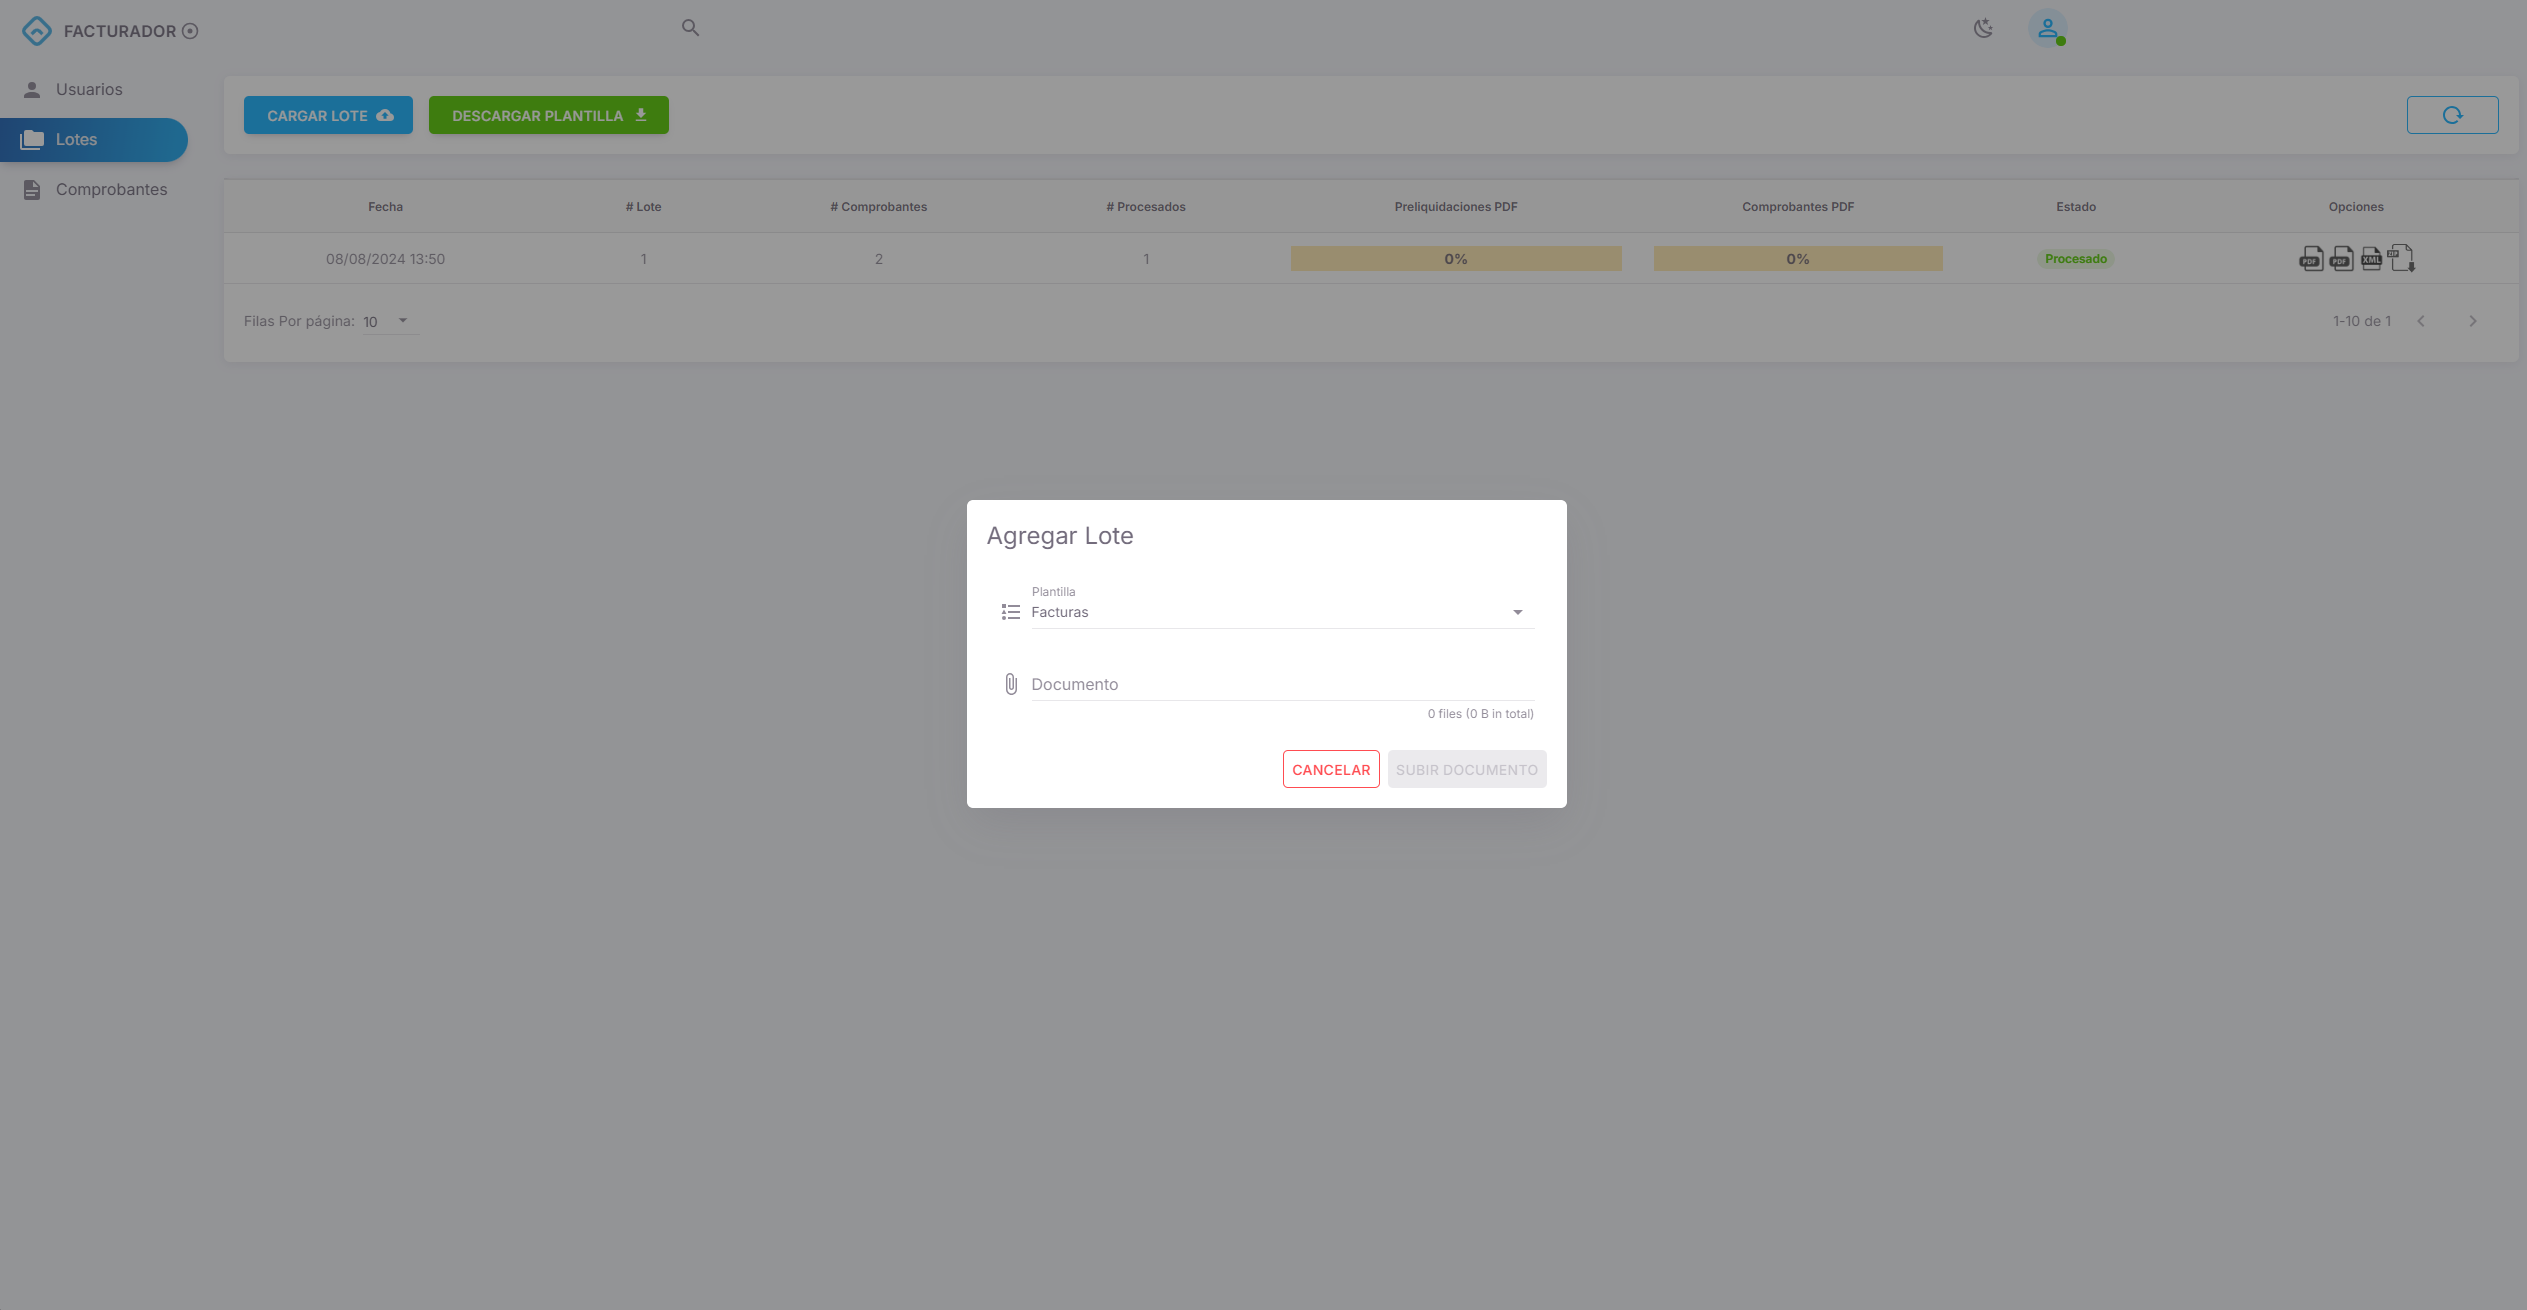 FACTURADOR
Usuarios
Lotes
Comprobantes
CARGAR LOTE
DESCARGAR PLANTILLA
Fecha # Lote # Comprobantes # Procesados Preliquidaciones PDF Comprobantes PDF Estado Opciones
08/08/2024 13:50 1 2 1 0% 0% Procesado PDF PDF XML ZIP
Filas Por página: 10
1-10 de 1
Agregar Lote
Plantilla
Facturas
Documento
0 files (0 B in total)
CANCELAR SUBIR DOCUMENTO